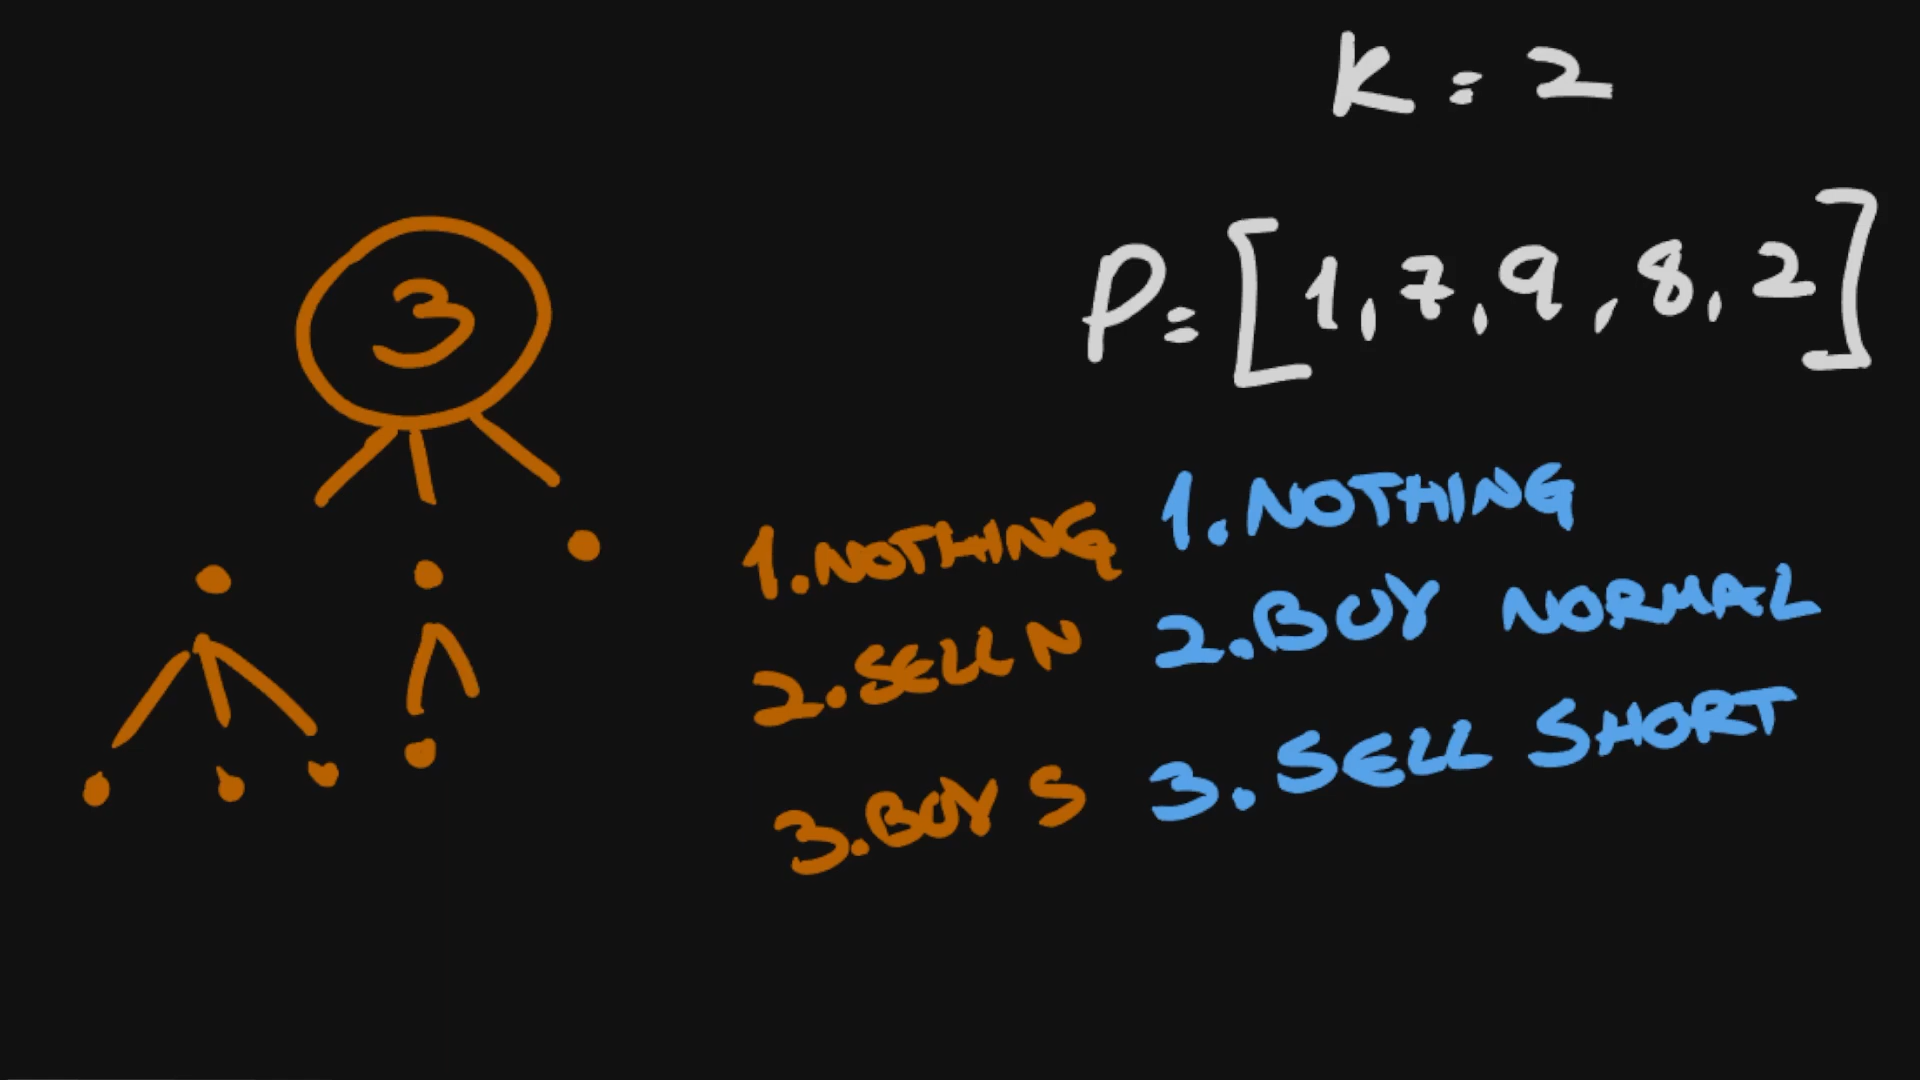 K = 2
P = [1, 7, 9, 8, 2]
3
1. NOTHING
2. SELL N
3. BUY S
1. NOTHING
2. BUY NORMAL
3. SELL SHORT